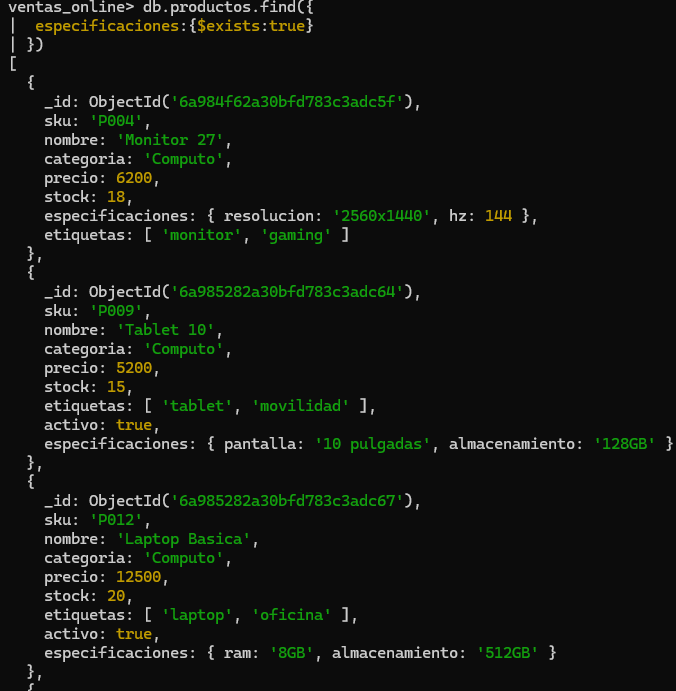 ventas_online> db.productos.find({
|  especificaciones:{$exists:true}
| })
[
  {
    _id: ObjectId('6a984f62a30bfd783c3adc5f'),
    sku: 'P004',
    nombre: 'Monitor 27',
    categoria: 'Computo',
    precio: 6200,
    stock: 18,
    especificaciones: { resolucion: '2560x1440', hz: 144 },
    etiquetas: [ 'monitor', 'gaming' ]
  },
  {
    _id: ObjectId('6a985282a30bfd783c3adc64'),
    sku: 'P009',
    nombre: 'Tablet 10',
    categoria: 'Computo',
    precio: 5200,
    stock: 15,
    etiquetas: [ 'tablet', 'movilidad' ],
    activo: true,
    especificaciones: { pantalla: '10 pulgadas', almacenamiento: '128GB' }
  },
  {
    _id: ObjectId('6a985282a30bfd783c3adc67'),
    sku: 'P012',
    nombre: 'Laptop Basica',
    categoria: 'Computo',
    precio: 12500,
    stock: 20,
    etiquetas: [ 'laptop', 'oficina' ],
    activo: true,
    especificaciones: { ram: '8GB', almacenamiento: '512GB' }
  },
  {